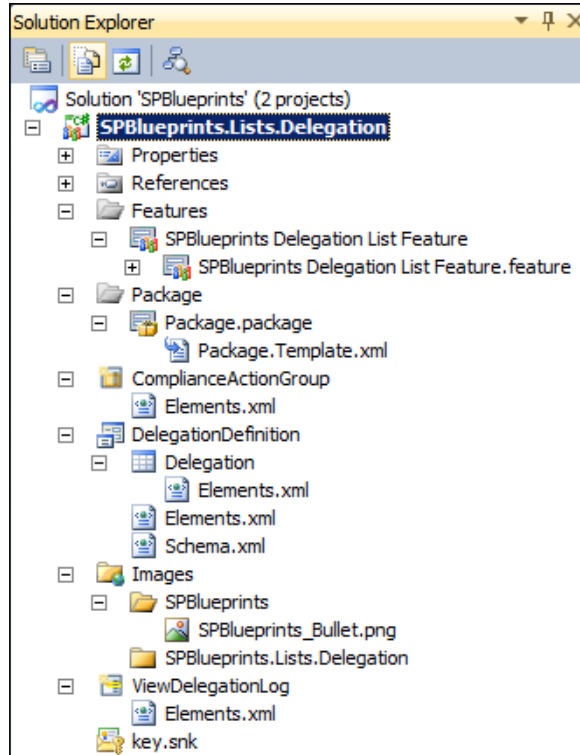 Solution Explorer
Solution 'SPBlueprints' (2 projects)
SPBlueprints.Lists.Delegation
Properties
References
Features
SPBlueprints Delegation List Feature
SPBlueprints Delegation List Feature.feature
Package
Package.package
Package.Template.xml
ComplianceActionGroup
Elements.xml
DelegationDefinition
Delegation
Elements.xml
Elements.xml
Schema.xml
Images
SPBlueprints
SPBlueprints_Bullet.png
SPBlueprints.Lists.Delegation
ViewDelegationLog
Elements.xml
key.snk